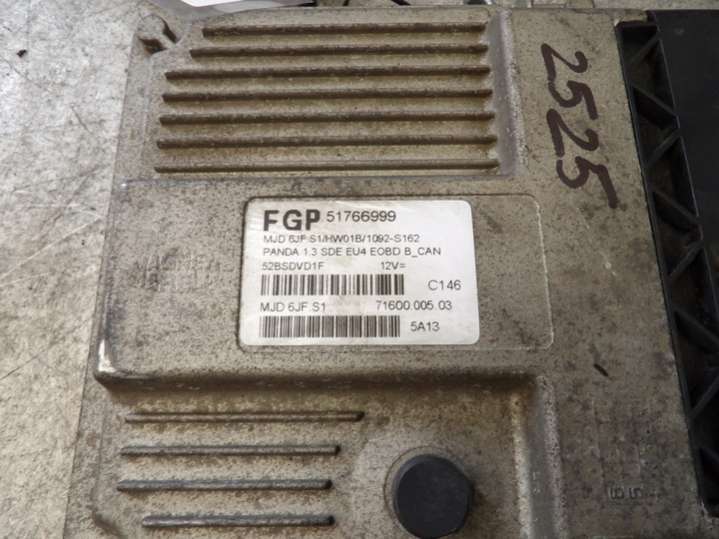 2525
FGP 51766999
MJD 6JF S1/HW01B/1092-S162
PANDA 1.3 SDE EU4 EOBD B_CAN
52BSDVD1F 12V=
C146
MJD 6JF S1 71600.005.03
5A13